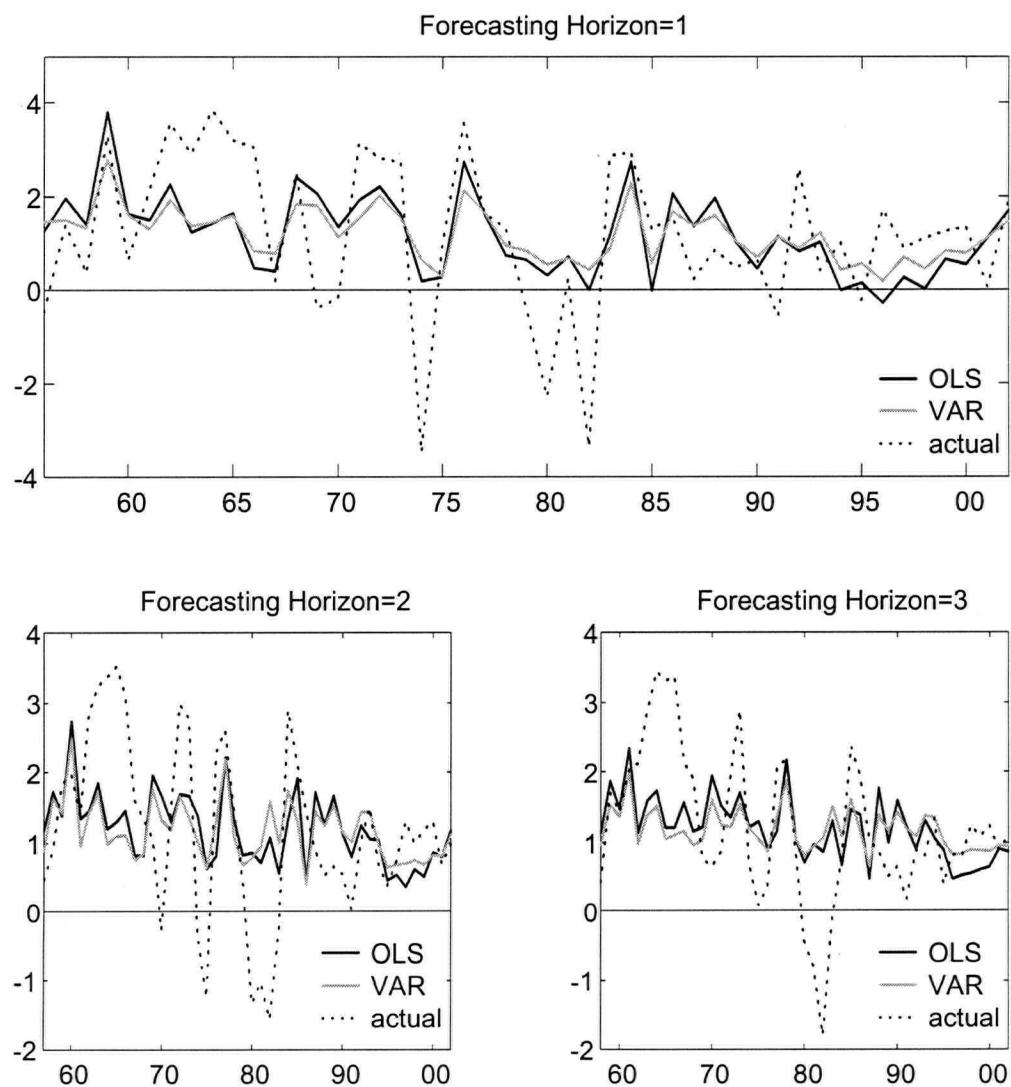 Forecasting Horizon=1
4
2
0
-2
-4
OLS
VAR
actual
60 65 70 75 80 85 90 95 00
Forecasting Horizon=2
4
3
2
1
0
-1
-2
OLS
VAR
actual
60 70 80 90 00
Forecasting Horizon=3
4
3
2
1
0
-1
-2
OLS
VAR
actual
60 70 80 90 00